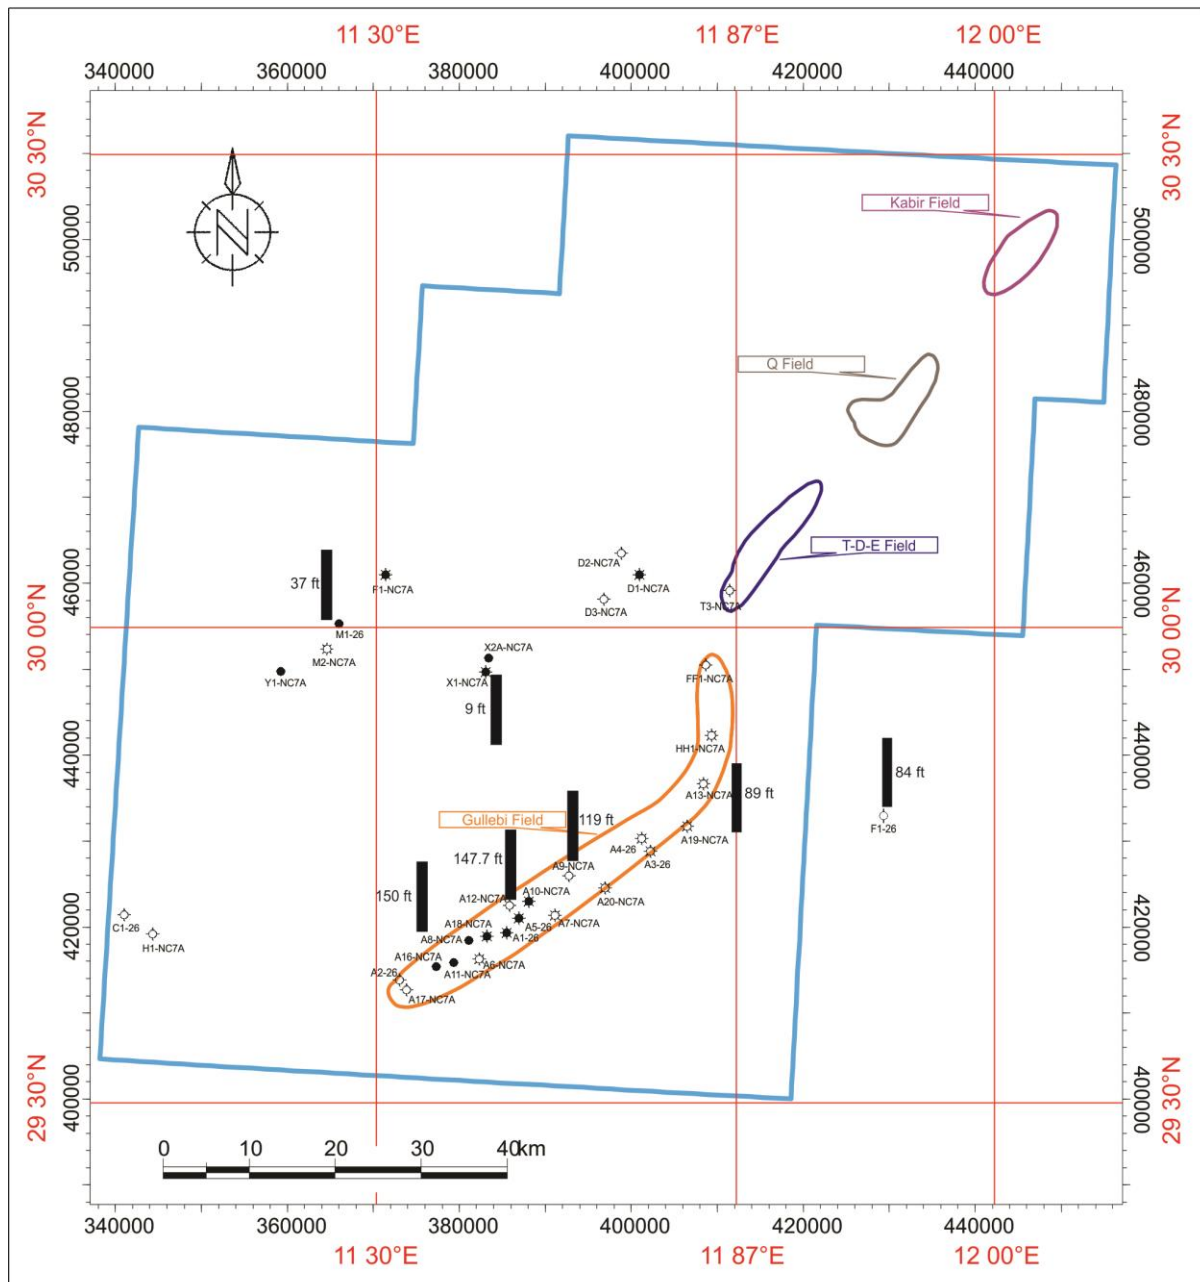 11 30°E
11 87°E
12 00°E
340000
360000
380000
400000
420000
440000
30 30°N
30 30°N
N
Kabir Field
500000
500000
Q Field
480000
480000
T-D-E Field
D2-NC7A
37 ft
F1-NC7A
D1-NC7A
460000
460000
D3-NC7A
T3-NC7A
M1-26
30 00°N
30 00°N
X2A-NC7A
M2-NC7A
Y1-NC7A
X1-NC7A
FF1-NC7A
9 ft
HH1-NC7A
440000
440000
84 ft
A13-NC7A
89 ft
Gullebi Field
119 ft
F1-26
A19-NC7A
A4-26
147.7 ft
A3-26
A9-NC7A
150 ft
A12-NC7A
A10-NC7A
A20-NC7A
420000
420000
C1-26
A18-NC7A
A5-26
A7-NC7A
A1-26
H1-NC7A
A8-NC7A
A16-NC7A
A6-NC7A
A2-26
A11-NC7A
A17-NC7A
29 30°N
29 30°N
400000
400000
0
10
20
30
40km
340000
360000
380000
400000
420000
440000
11 30°E
11 87°E
12 00°E